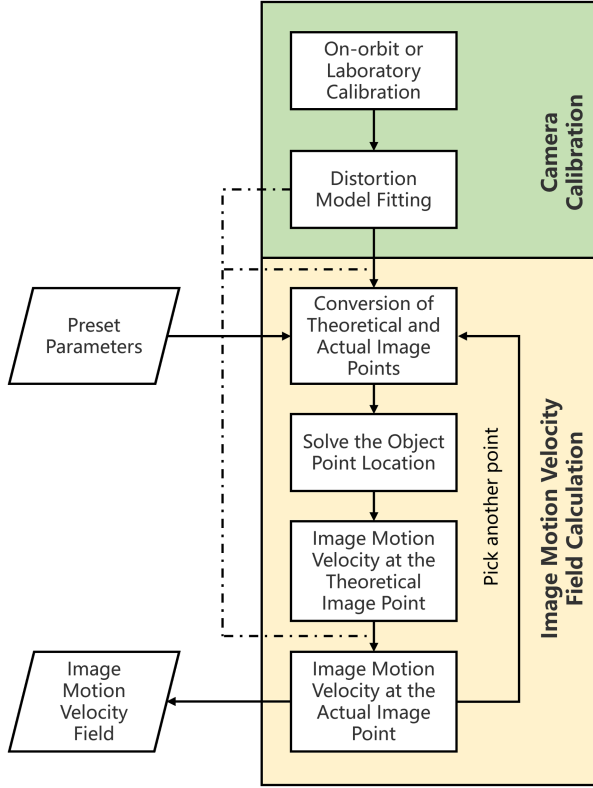 On-orbit or
Laboratory
Calibration
Camera
Calibration
Distortion
Model Fitting
Preset
Parameters
Conversion of
Theoretical and
Actual Image
Points
Solve the Object
Point Location
Pick another point
Image Motion Velocity
Field Calculation
Image Motion
Velocity at the
Theoretical
Image Point
Image
Motion
Velocity
Field
Image Motion
Velocity at the
Actual Image
Point